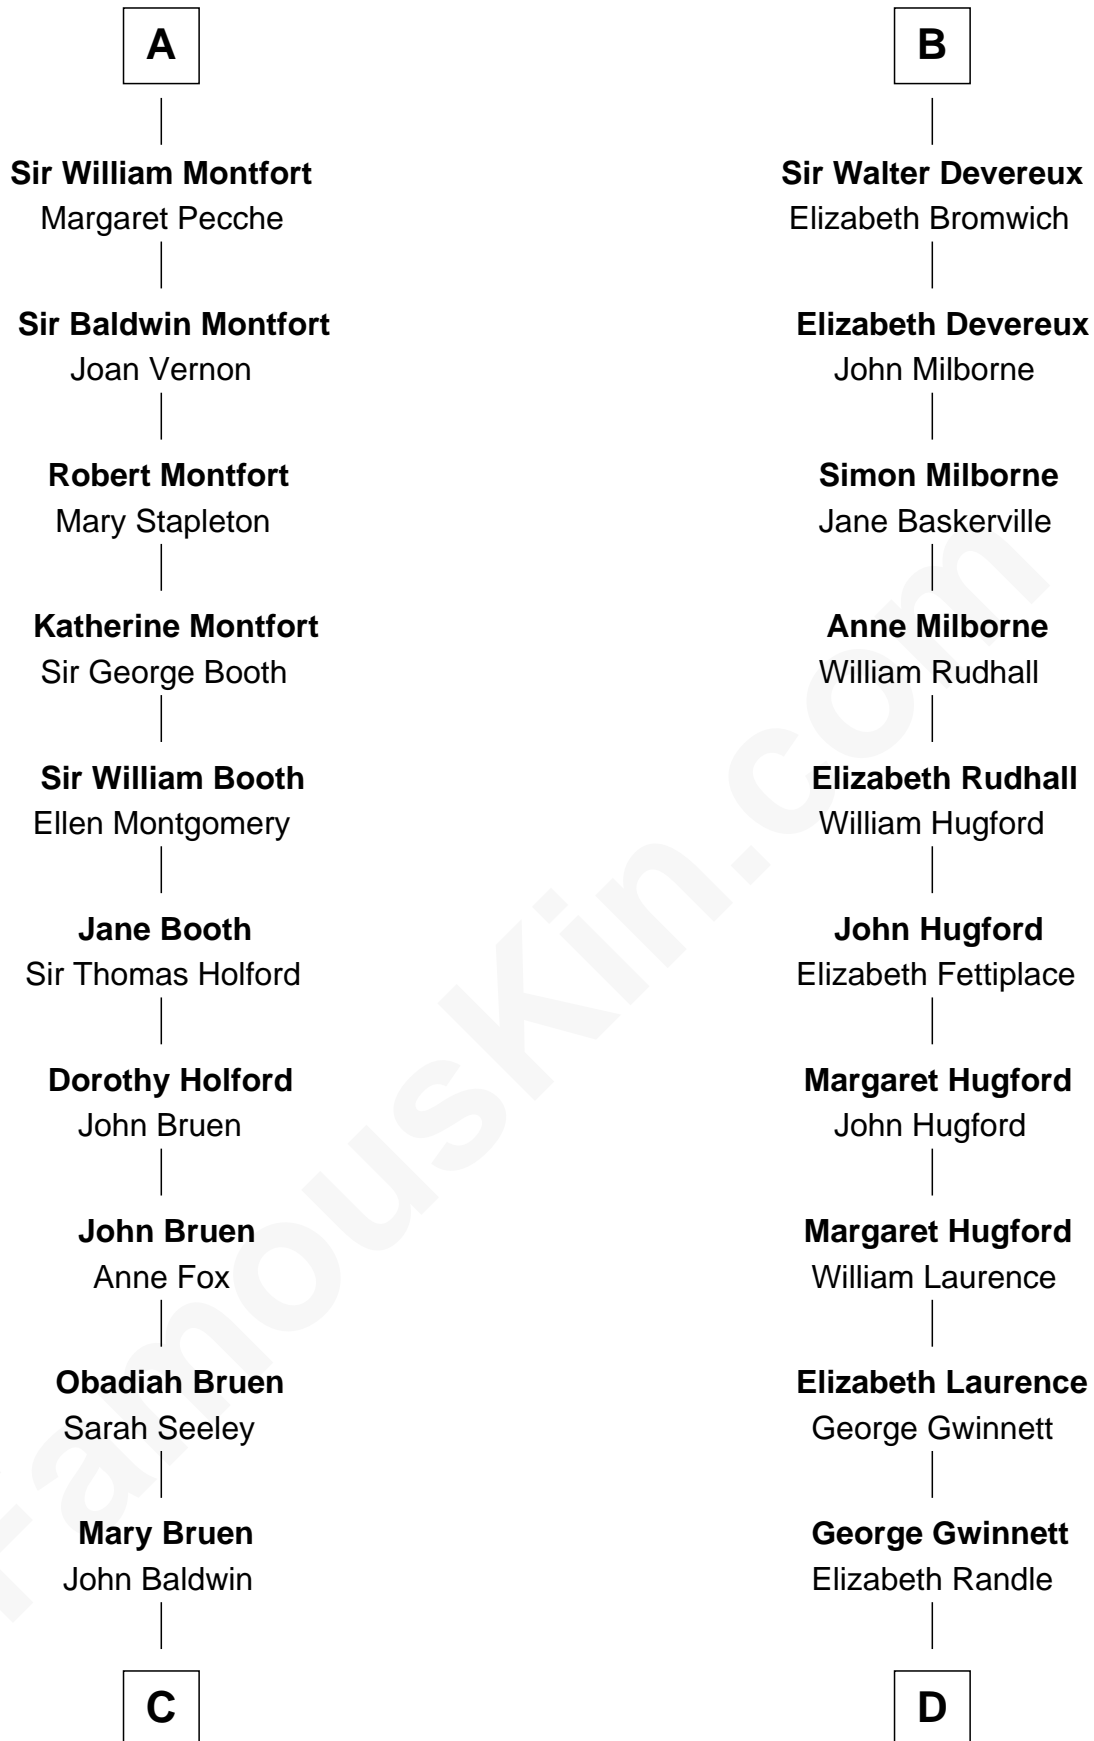 A
Sir William Montfort
Margaret Pecche
Sir Baldwin Montfort
Joan Vernon
Robert Montfort
Mary Stapleton
Katherine Montfort
Sir George Booth
Sir William Booth
Ellen Montgomery
Jane Booth
Sir Thomas Holford
Dorothy Holford
John Bruen
John Bruen
Anne Fox
Obadiah Bruen
Sarah Seeley
Mary Bruen
John Baldwin
C
B
Sir Walter Devereux
Elizabeth Bromwich
Elizabeth Devereux
John Milborne
Simon Milborne
Jane Baskerville
Anne Milborne
William Rudhall
Elizabeth Rudhall
William Hugford
John Hugford
Elizabeth Fettiplace
Margaret Hugford
John Hugford
Margaret Hugford
William Laurence
Elizabeth Laurence
George Gwinnett
George Gwinnett
Elizabeth Randle
D
FamousKin.com